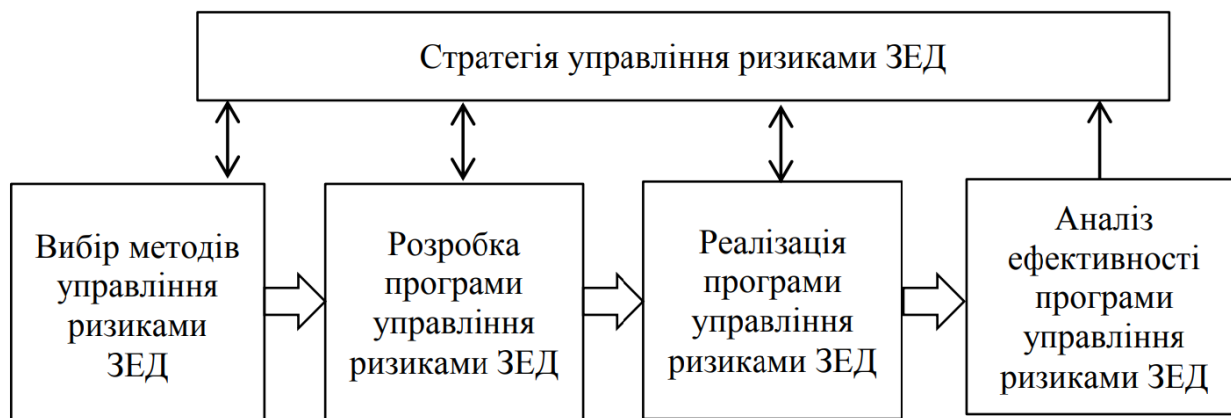 Стратегія управління ризиками ЗЕД
Вибір методів
управління
ризиками
ЗЕД
Розробка
програми
управління
ризиками ЗЕД
Реалізація
програми
управління
ризиками ЗЕД
Аналіз
ефективності
програми
управління
ризиками ЗЕД